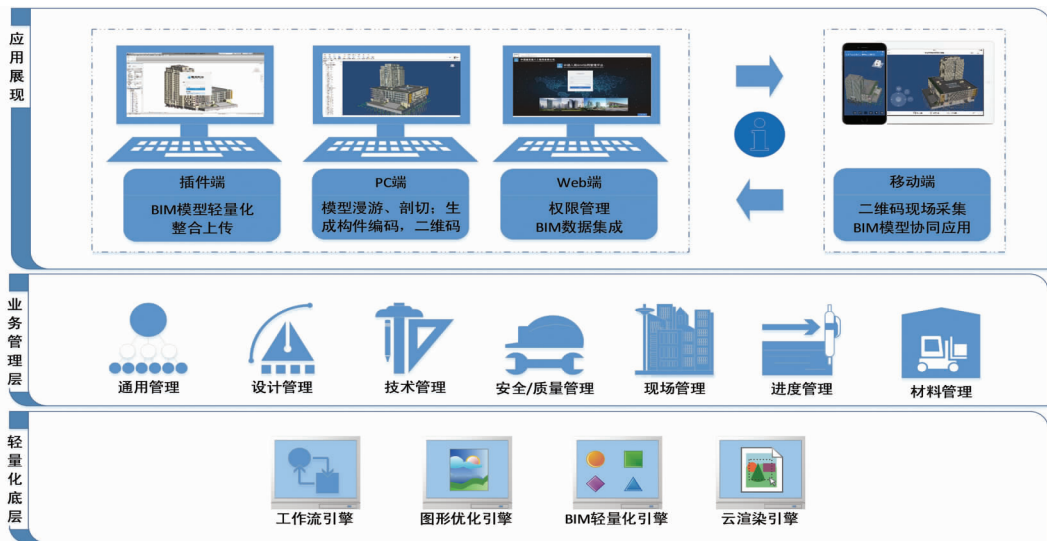 应用展现
插件端
BIM模型轻量化
整合上传
PC端
模型漫游、剖切；生
成构件编码，二维码
Web端
权限管理
BIM数据集成
移动端
二维码现场采集
BIM模型协同应用
业务管理层
通用管理
设计管理
技术管理
安全/质量管理
现场管理
进度管理
材料管理
轻量化底层
工作流引擎
图形优化引擎
BIM轻量化引擎
云渲染引擎